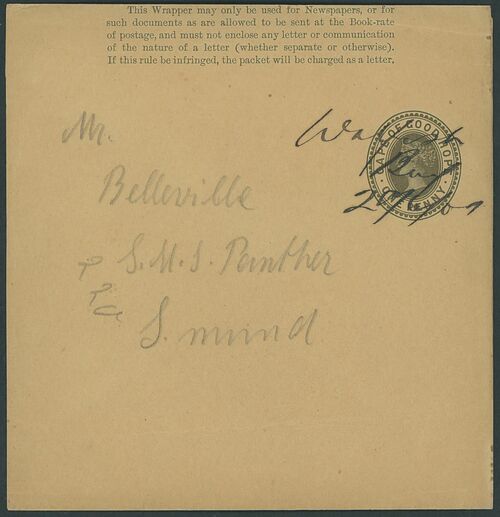 This Wrapper may only be used for Newspapers, or for
such documents as are allowed to be sent at the Book-rate
of postage, and must not enclose any letter or communication
of the nature of a letter (whether separate or otherwise).
If this rule be infringed, the packet will be charged as a letter.
CAPE OF GOOD HOPE
ONE PENNY
Mr.
Belleville
S.M.S. Panther